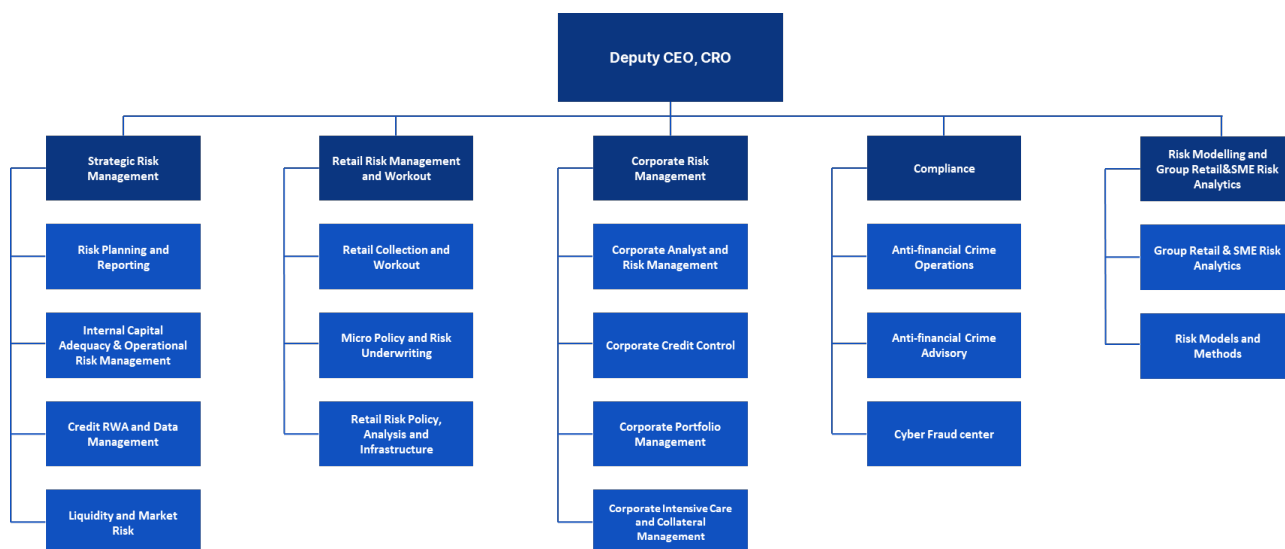 Deputy CEO, CRO
Strategic Risk
Management
Risk Planning and
Reporting
Internal Capital
Adequacy & Operational
Risk Management
Credit RWA and Data
Management
Liquidity and Market
Risk
Retail Risk Management
and Workout
Retail Collection and
Workout
Micro Policy and Risk
Underwriting
Retail Risk Policy,
Analysis and
Infrastructure
Corporate Risk
Management
Corporate Analyst and
Risk Management
Corporate Credit Control
Corporate Portfolio
Management
Corporate Intensive Care
and Collateral
Management
Compliance
Anti-financial Crime
Operations
Anti-financial Crime
Advisory
Cyber Fraud center
Risk Modelling and
Group Retail&SME Risk
Analytics
Group Retail & SME Risk
Analytics
Risk Models and
Methods